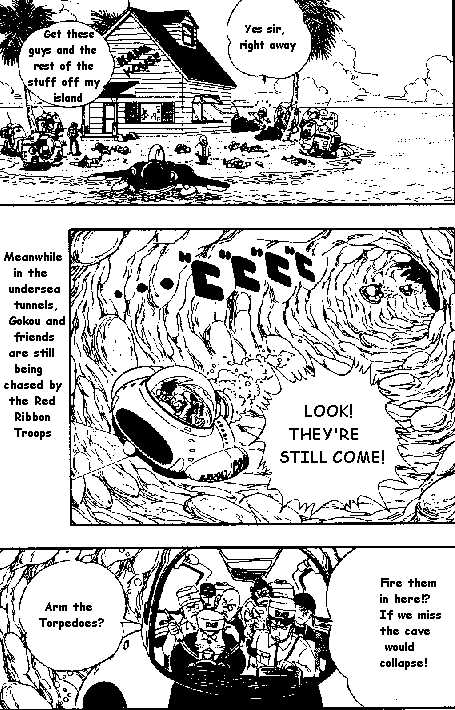 Get these
guys and the
rest of the
stuff off my
island
Yes sir,
right away
KAME
HOUSE
Meanwhile
in the
undersea
tunnels,
Gokou and
friends
are still
being
chased by
the Red
Ribbon
Troops
LOOK!
THEY'RE
STILL COME!
Arm the
Torpedoes?
Fire them
in here!?
If we miss
the cave
would
collapse!